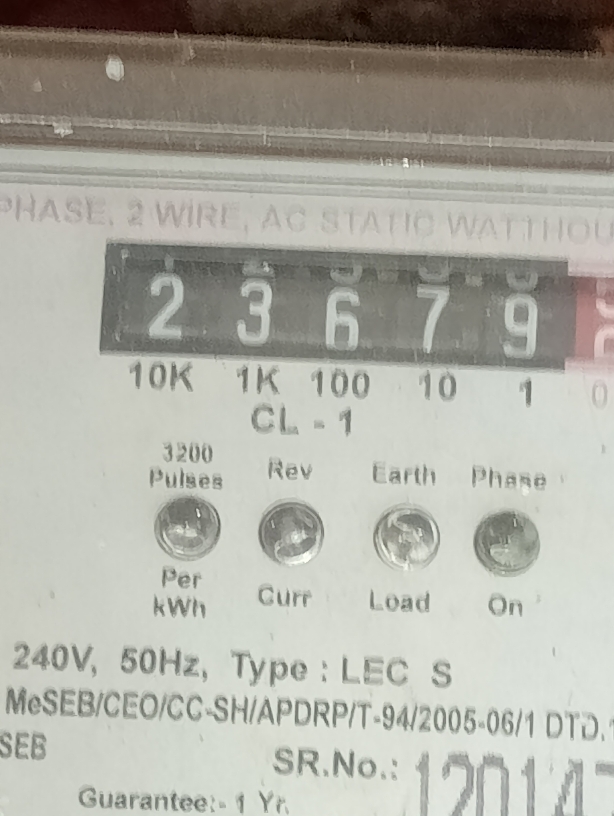 PHASE, 2 WIRE, AC STATIC WATTHOU
2 3 6 7 9
10K 1K 100 10 1
CL - 1
3200 Pulses Per kWh
Rev Curr
Earth Load
Phase On
240V, 50Hz, Type : LEC S
MeSEB/CEO/CC-SH/APDRP/T-94/2005-06/1 DTD.
SEB
SR.No.: 120147
Guarantee:- 1 Yr.